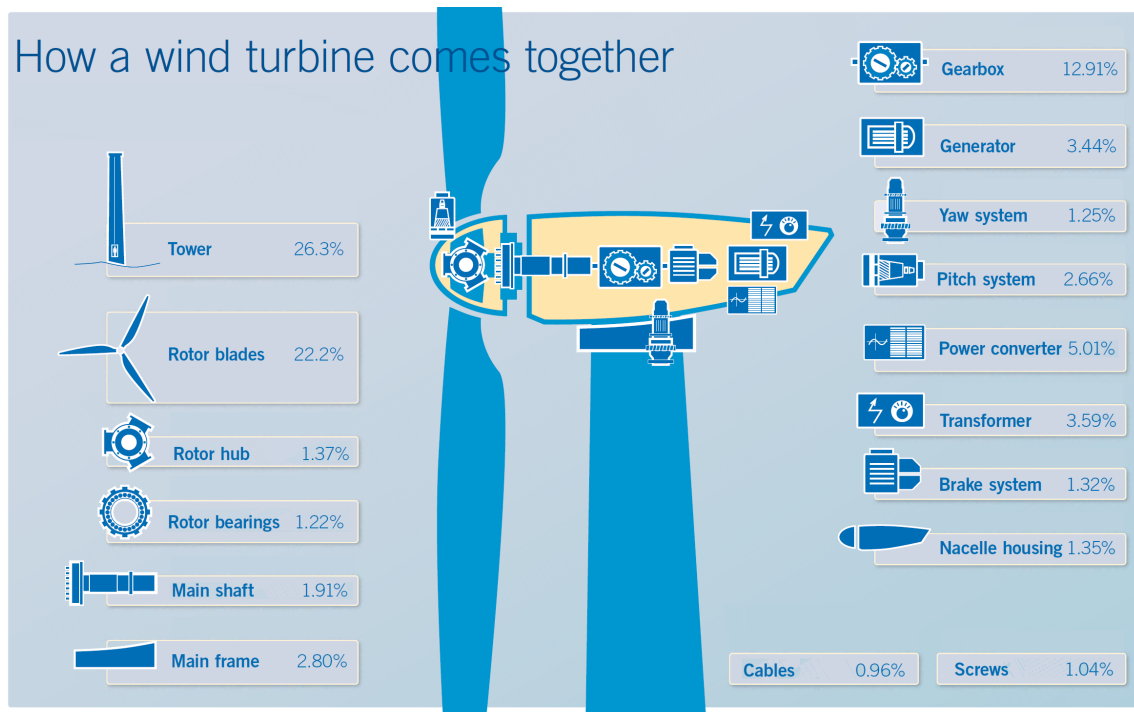 How a wind turbine comes together
Tower 26.3%
Rotor blades 22.2%
Rotor hub 1.37%
Rotor bearings 1.22%
Main shaft 1.91%
Main frame 2.80%
Gearbox 12.91%
Generator 3.44%
Yaw system 1.25%
Pitch system 2.66%
Power converter 5.01%
Transformer 3.59%
Brake system 1.32%
Nacelle housing 1.35%
Cables 0.96%
Screws 1.04%